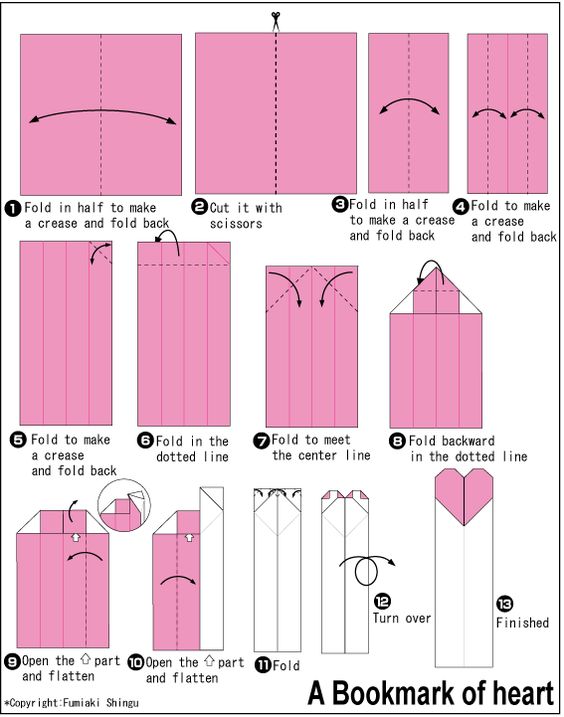 1 Fold in half to make
a crease and fold back
2 Cut it with
scissors
3 Fold in half
to make a crease
and fold back
4 Fold to make
a crease
and fold back
5 Fold to make
a crease
and fold back
6 Fold in the
dotted line
7 Fold to meet
the center line
8 Fold backward
in the dotted line
9 Open the ⇧ part
and flatten
10 Open the ⇧ part
and flatten
11 Fold
12
Turn over
13
Finished
*Copyright:Fumiaki Shingu
A Bookmark of heart